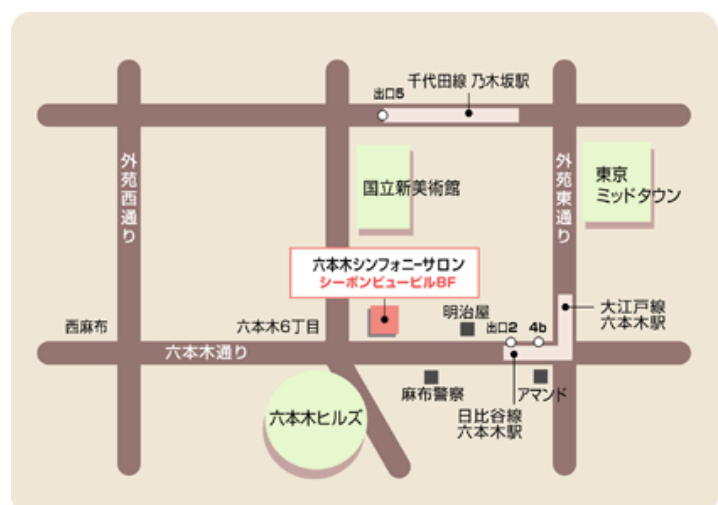 千代田線 乃木坂駅
出口5
外苑西通り
外苑東通り
国立新美術館
東京
ミッドタウン
六本木シンフォニーサロン
シーボンビュービル8F
大江戸線
六本木駅
明治屋
出口2
4b
西麻布
六本木6丁目
六本木通り
麻布警察
アマンド
六本木ヒルズ
日比谷線
六本木駅